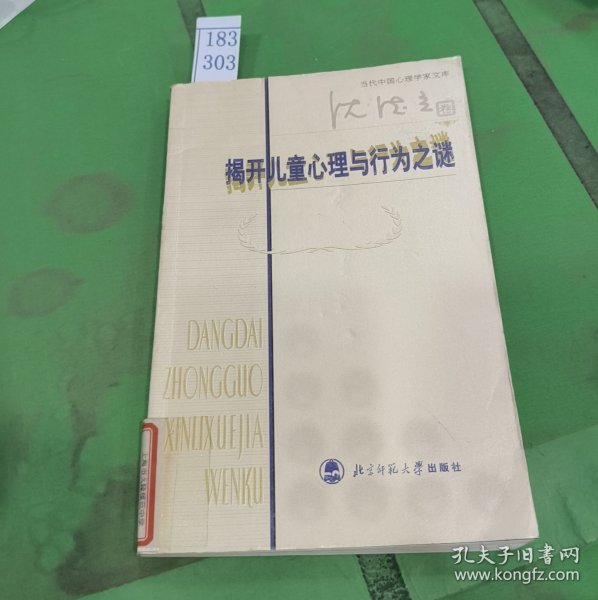 183
303
当代中国心理学家文库
沈德立
卷
揭开儿童心理与行为之谜
DANGDAI
ZHONGGUO
XINLIXUEJIA
WENKU
北京师范大学出版社
孔夫子旧书网
www.kongfz.com